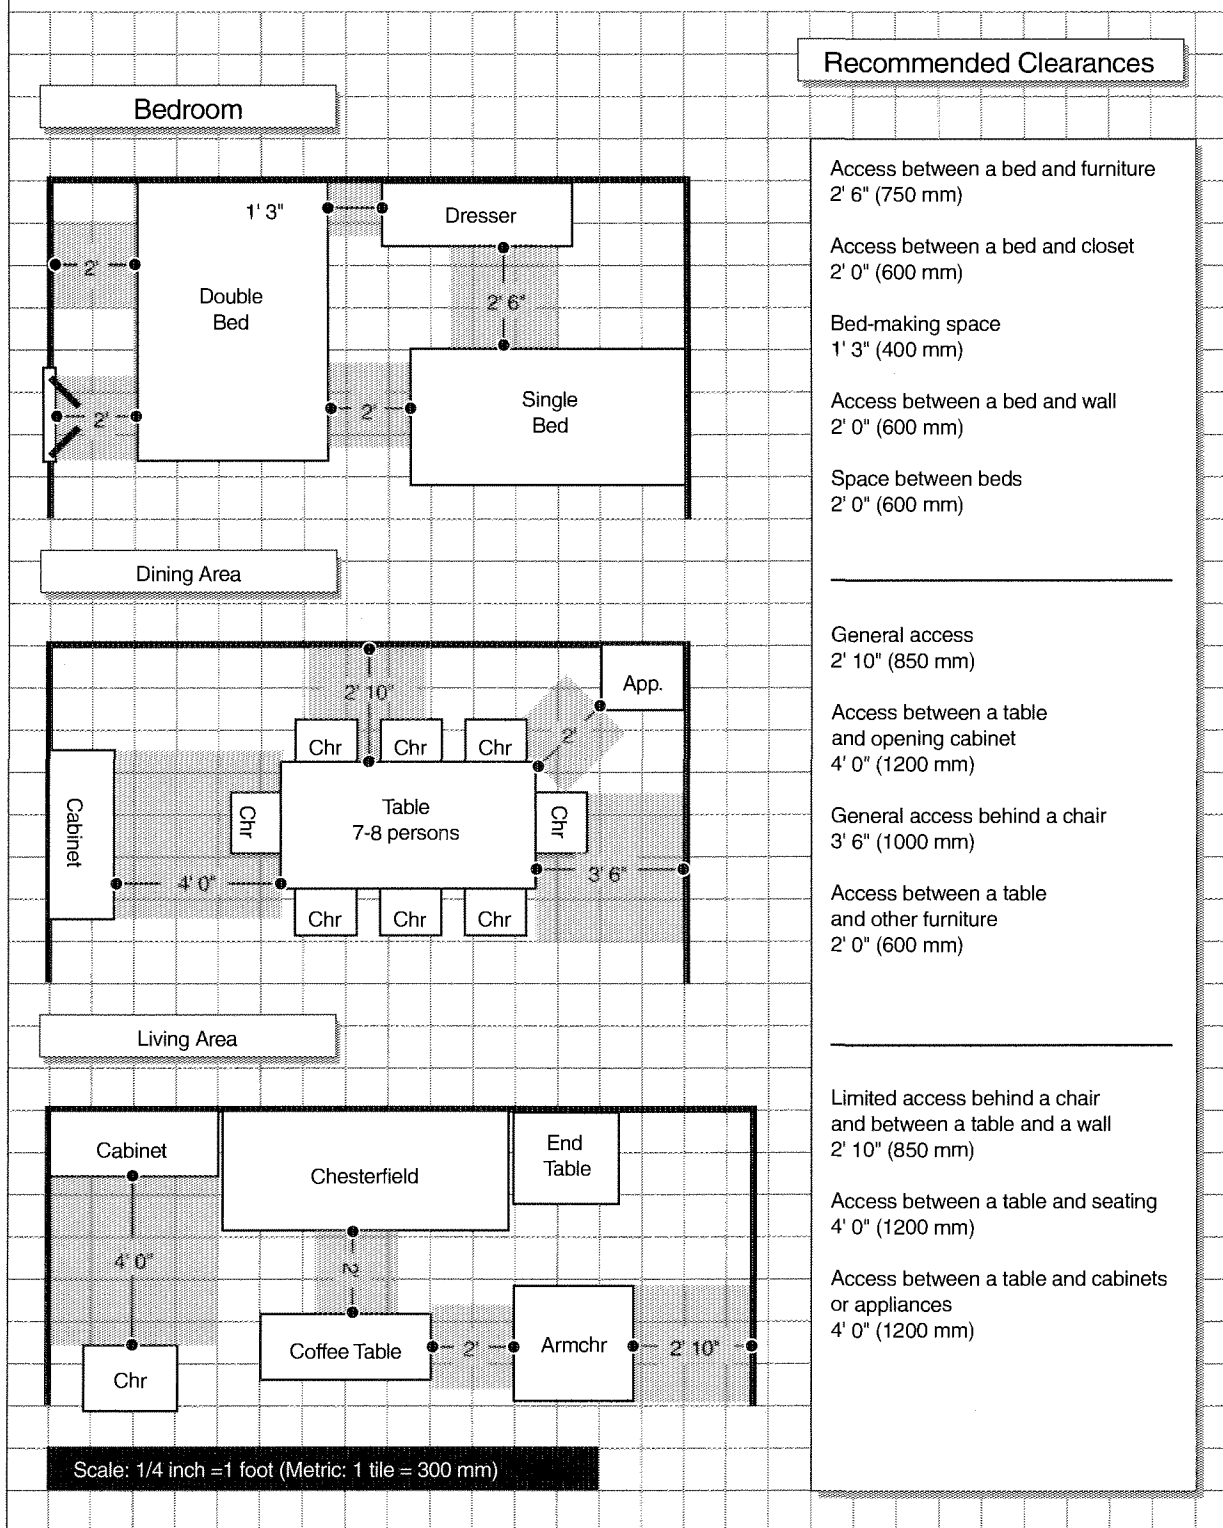 Recommended Clearances
Bedroom
1' 3"
Dresser
2'
Double
Bed
2' 6"
2'
2'
Single
Bed
Access between a bed and furniture
2' 6" (750 mm)
Access between a bed and closet
2' 0" (600 mm)
Bed-making space
1' 3" (400 mm)
Access between a bed and wall
2' 0" (600 mm)
Space between beds
2' 0" (600 mm)
Dining Area
2' 10"
App.
Chr
Chr
Chr
2'
Cabinet
Chr
Table
7-8 persons
Chr
4' 0"
3' 6"
Chr
Chr
Chr
General access
2' 10" (850 mm)
Access between a table
and opening cabinet
4' 0" (1200 mm)
General access behind a chair
3' 6" (1000 mm)
Access between a table
and other furniture
2' 0" (600 mm)
Living Area
Cabinet
Chesterfield
End
Table
4' 0"
2'
Chr
Coffee Table
2'
Armchr
2' 10"
Limited access behind a chair
and between a table and a wall
2' 10" (850 mm)
Access between a table and seating
4' 0" (1200 mm)
Access between a table and cabinets
or appliances
4' 0" (1200 mm)
Scale: 1/4 inch =1 foot (Metric: 1 tile = 300 mm)